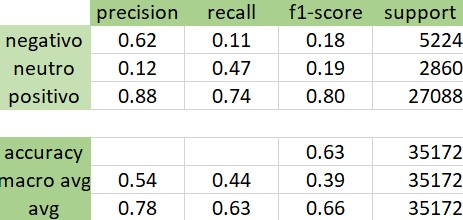 precision recall f1-score support
negativo 0.62 0.11 0.18 5224
neutro 0.12 0.47 0.19 2860
positivo 0.88 0.74 0.80 27088
accuracy 0.63 35172
macro avg 0.54 0.44 0.39 35172
avg 0.78 0.63 0.66 35172